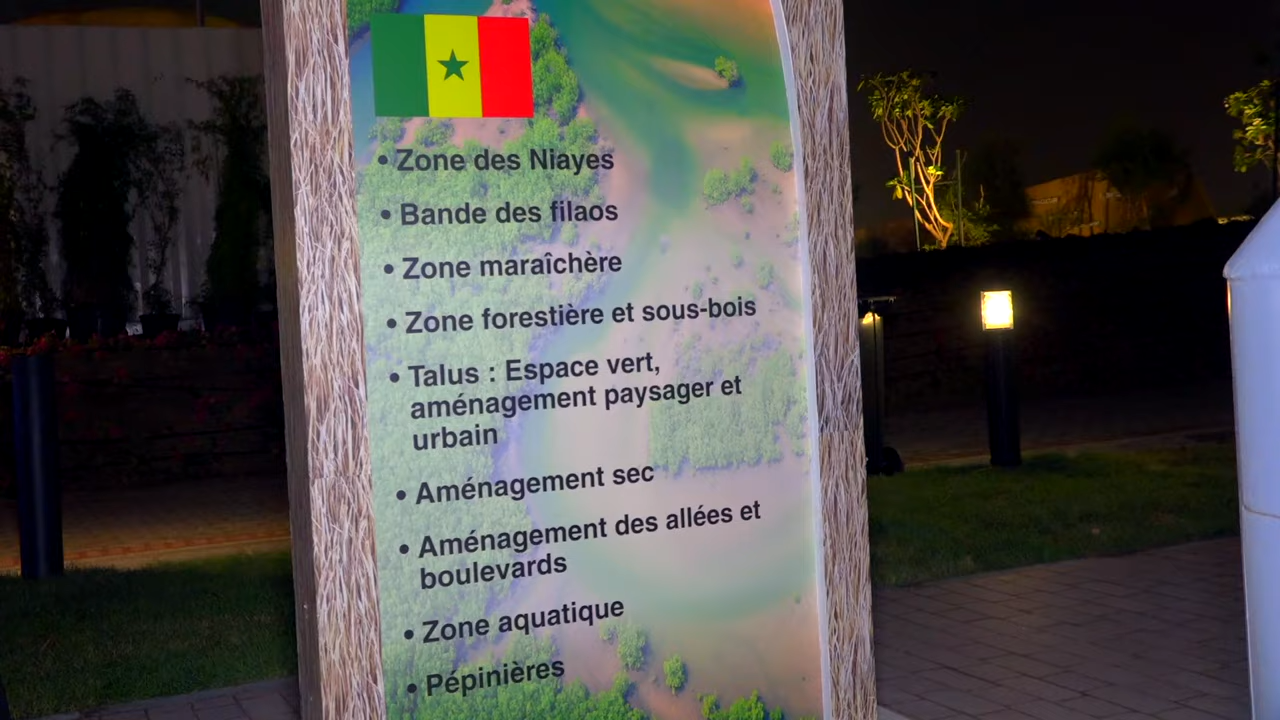 • Zone des Niayes
• Bande des filaos
• Zone maraîchère
• Zone forestière et sous-bois
• Talus : Espace vert,
aménagement paysager et
urbain
• Aménagement sec
• Aménagement des allées et
boulevards
• Zone aquatique
• Pépinières